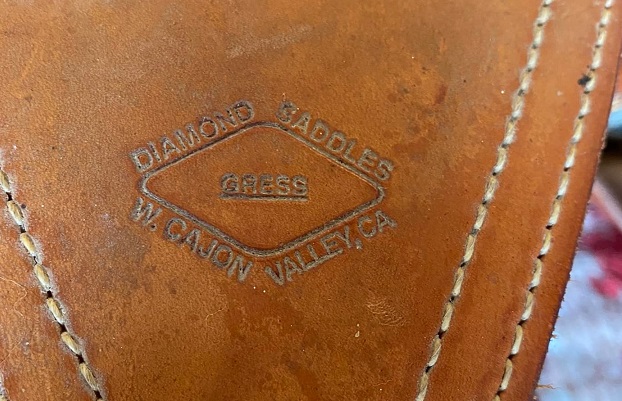 DIAMOND SADDLES
GRESS
W. CAJON VALLEY, CA